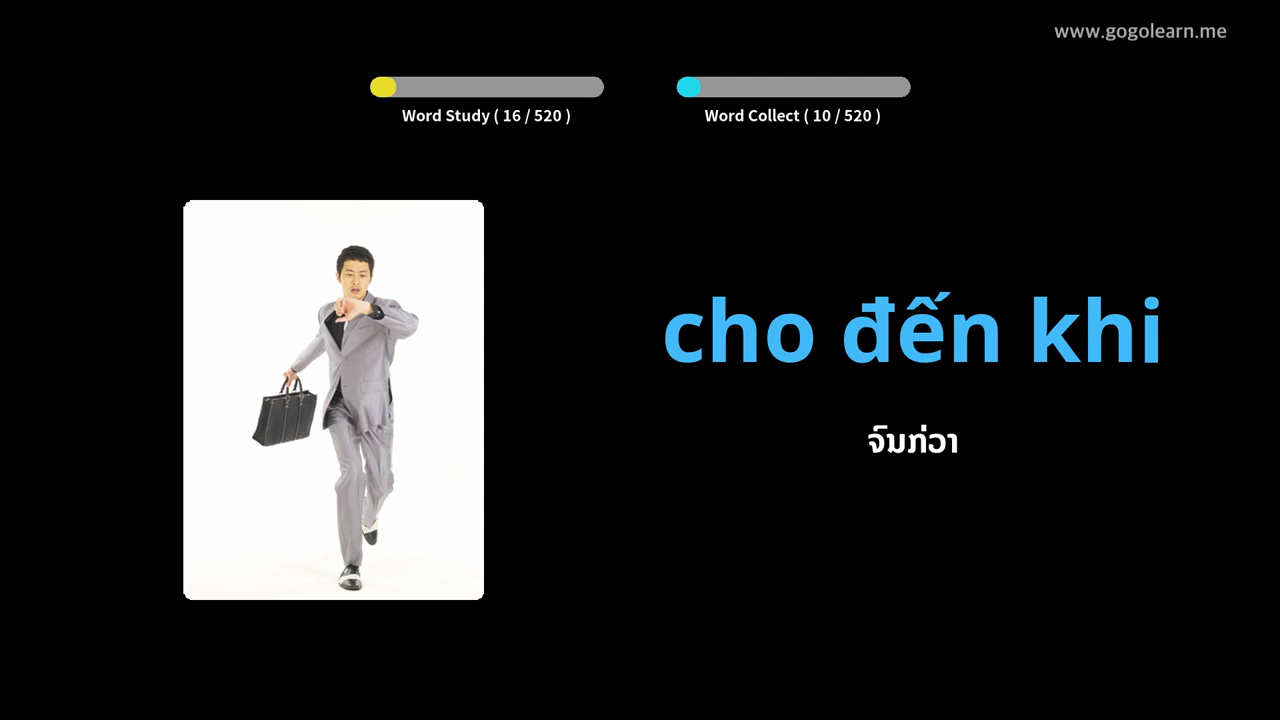 www.gogolearn.me
Word Study ( 16 / 520 )
Word Collect ( 10 / 520 )
cho đến khi
ຈົນກ່ວາ